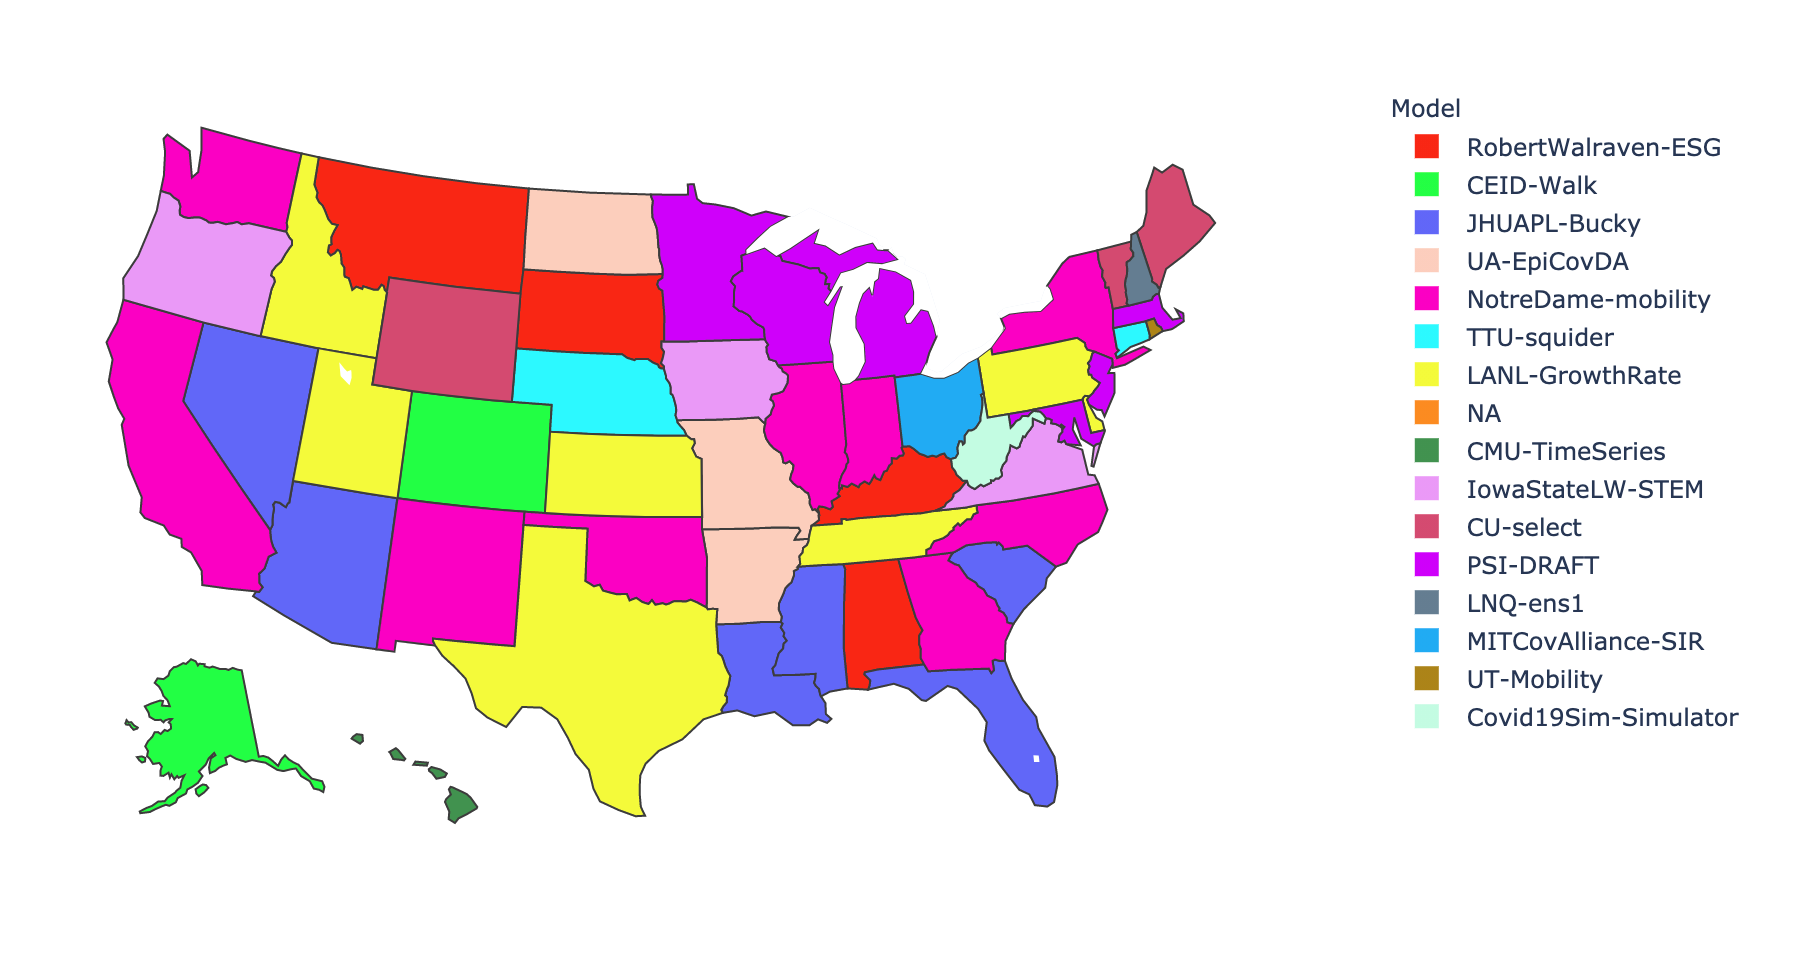 Model
RobertWalraven-ESG
CEID-Walk
JHUAPL-Bucky
UA-EpiCovDA
NotreDame-mobility
TTU-squider
LANL-GrowthRate
NA
CMU-TimeSeries
IowaStateLW-STEM
CU-select
PSI-DRAFT
LNQ-ens1
MITCovAlliance-SIR
UT-Mobility
Covid19Sim-Simulator